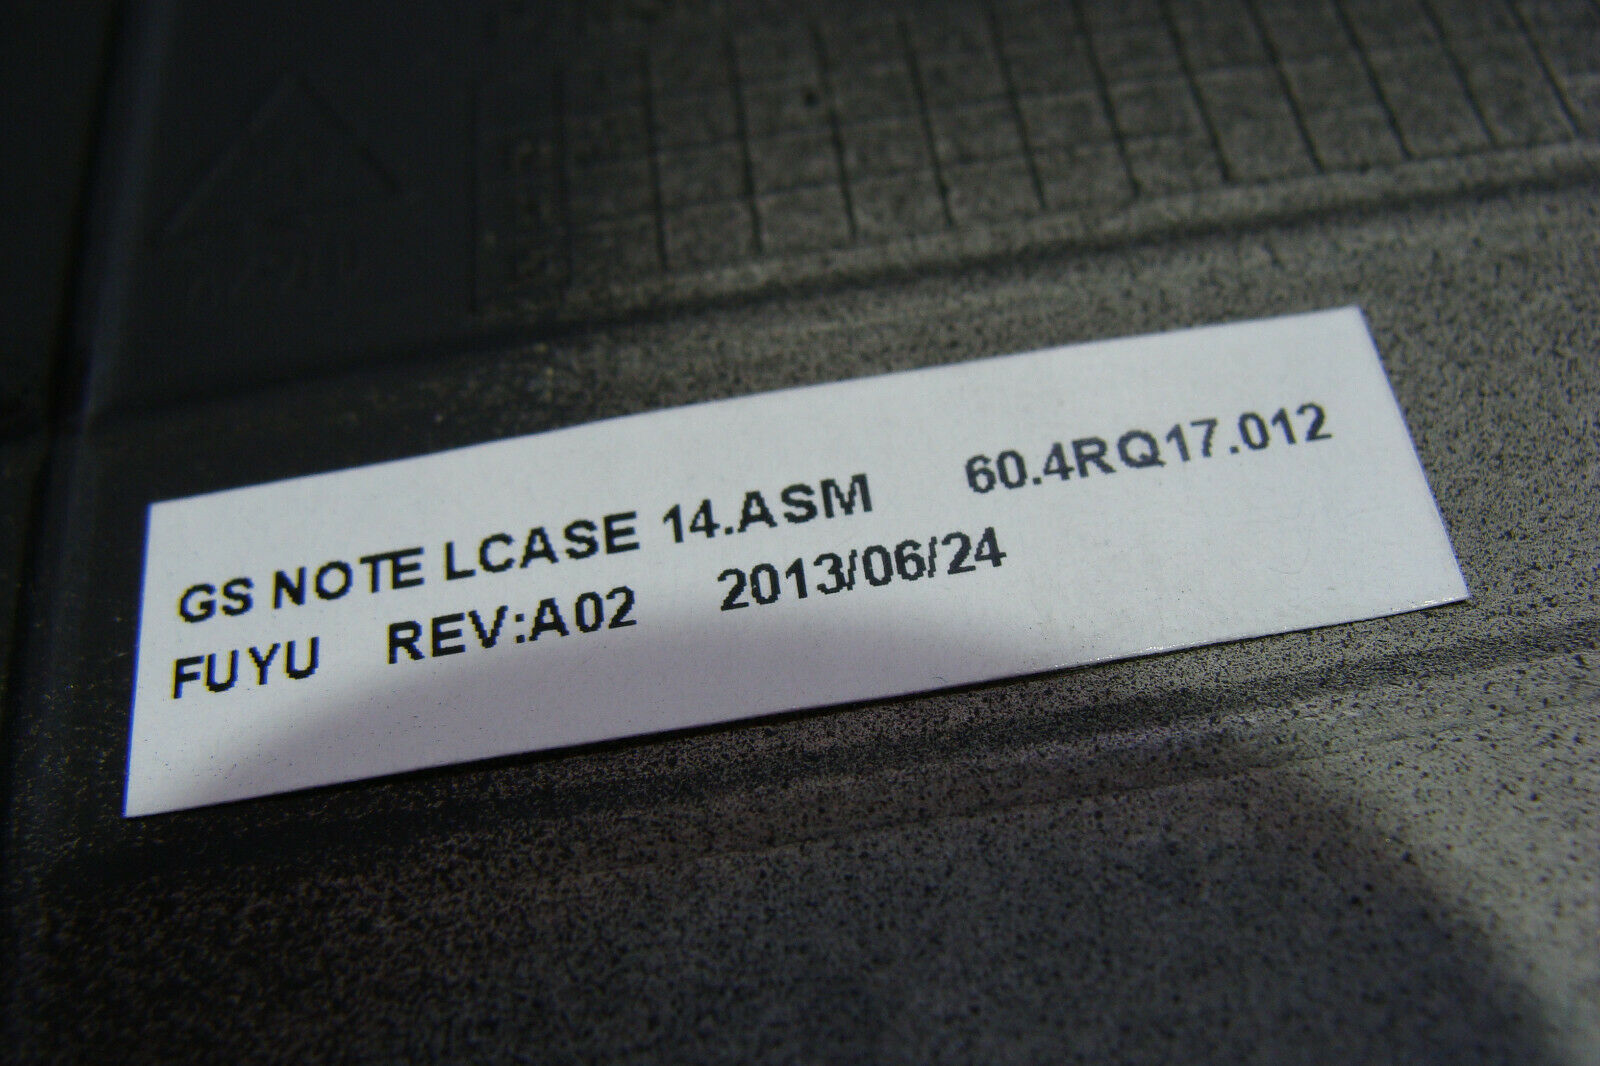 GS NOTE LCASE 14.ASM 60.4RQ17.012
FUYU REV:A02 2013/06/24